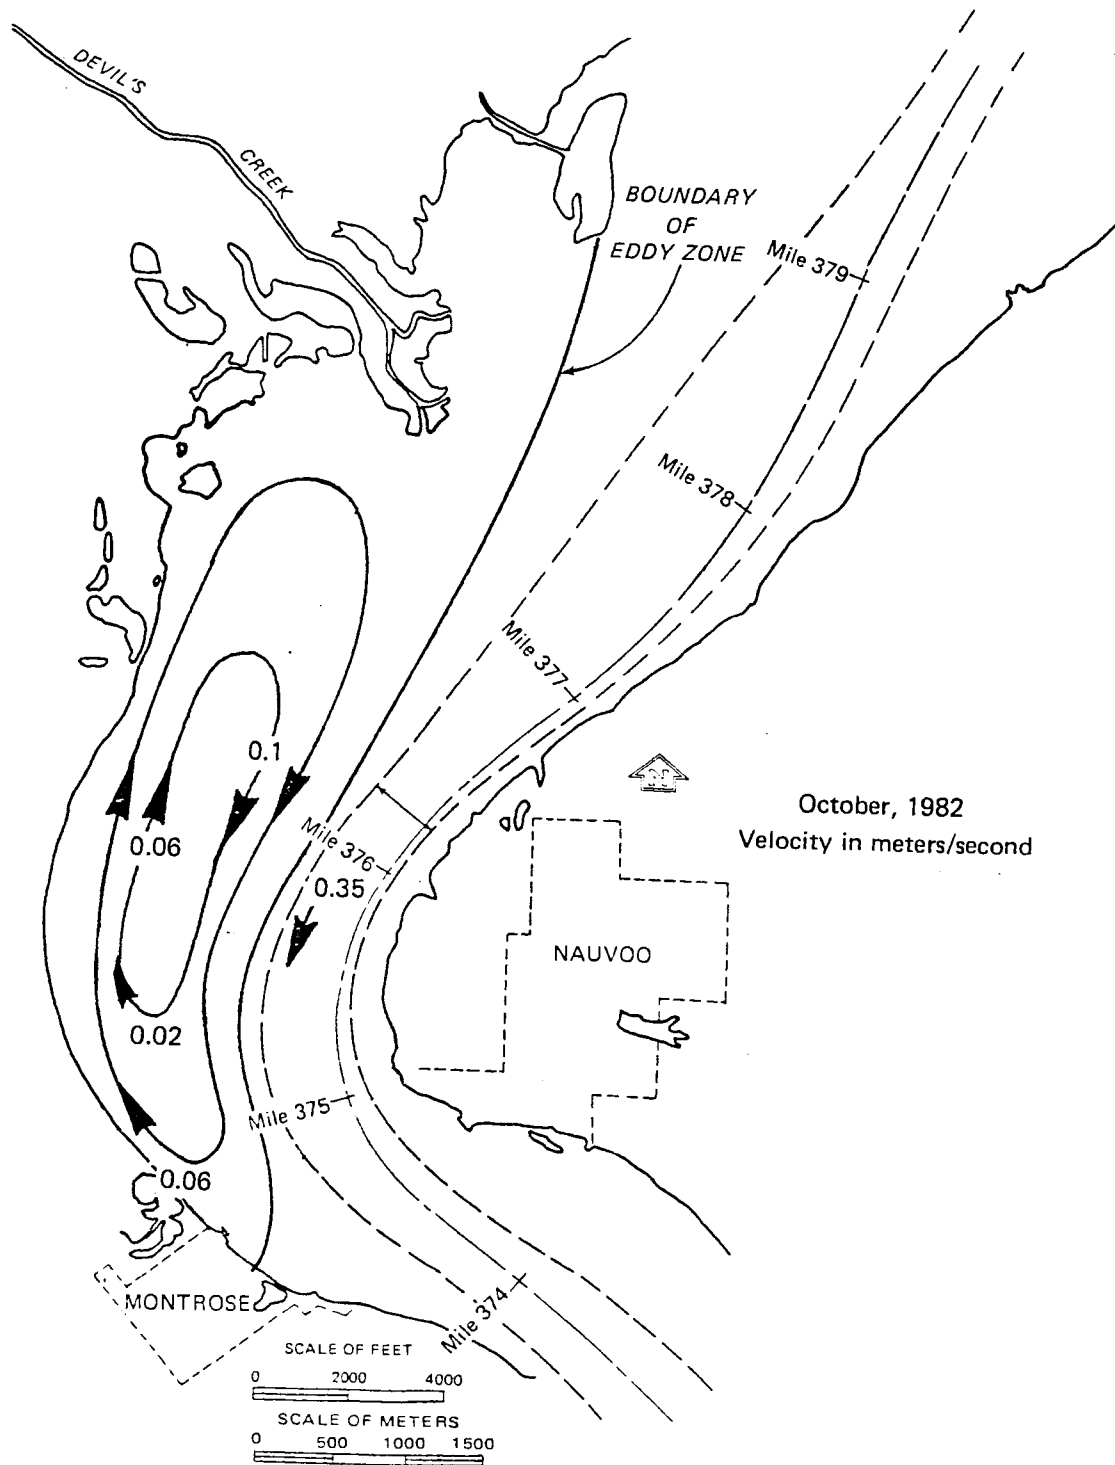 DEVIL'S
CREEK
BOUNDARY
OF
EDDY ZONE
Mile 379
Mile 378
Mile 377
0.1
0.06
Mile 376
0.35
N
October, 1982
Velocity in meters/second
NAUVOO
0.02
Mile 375
0.06
MONTROSE
Mile 374
SCALE OF FEET
0 2000 4000
SCALE OF METERS
0 500 1000 1500